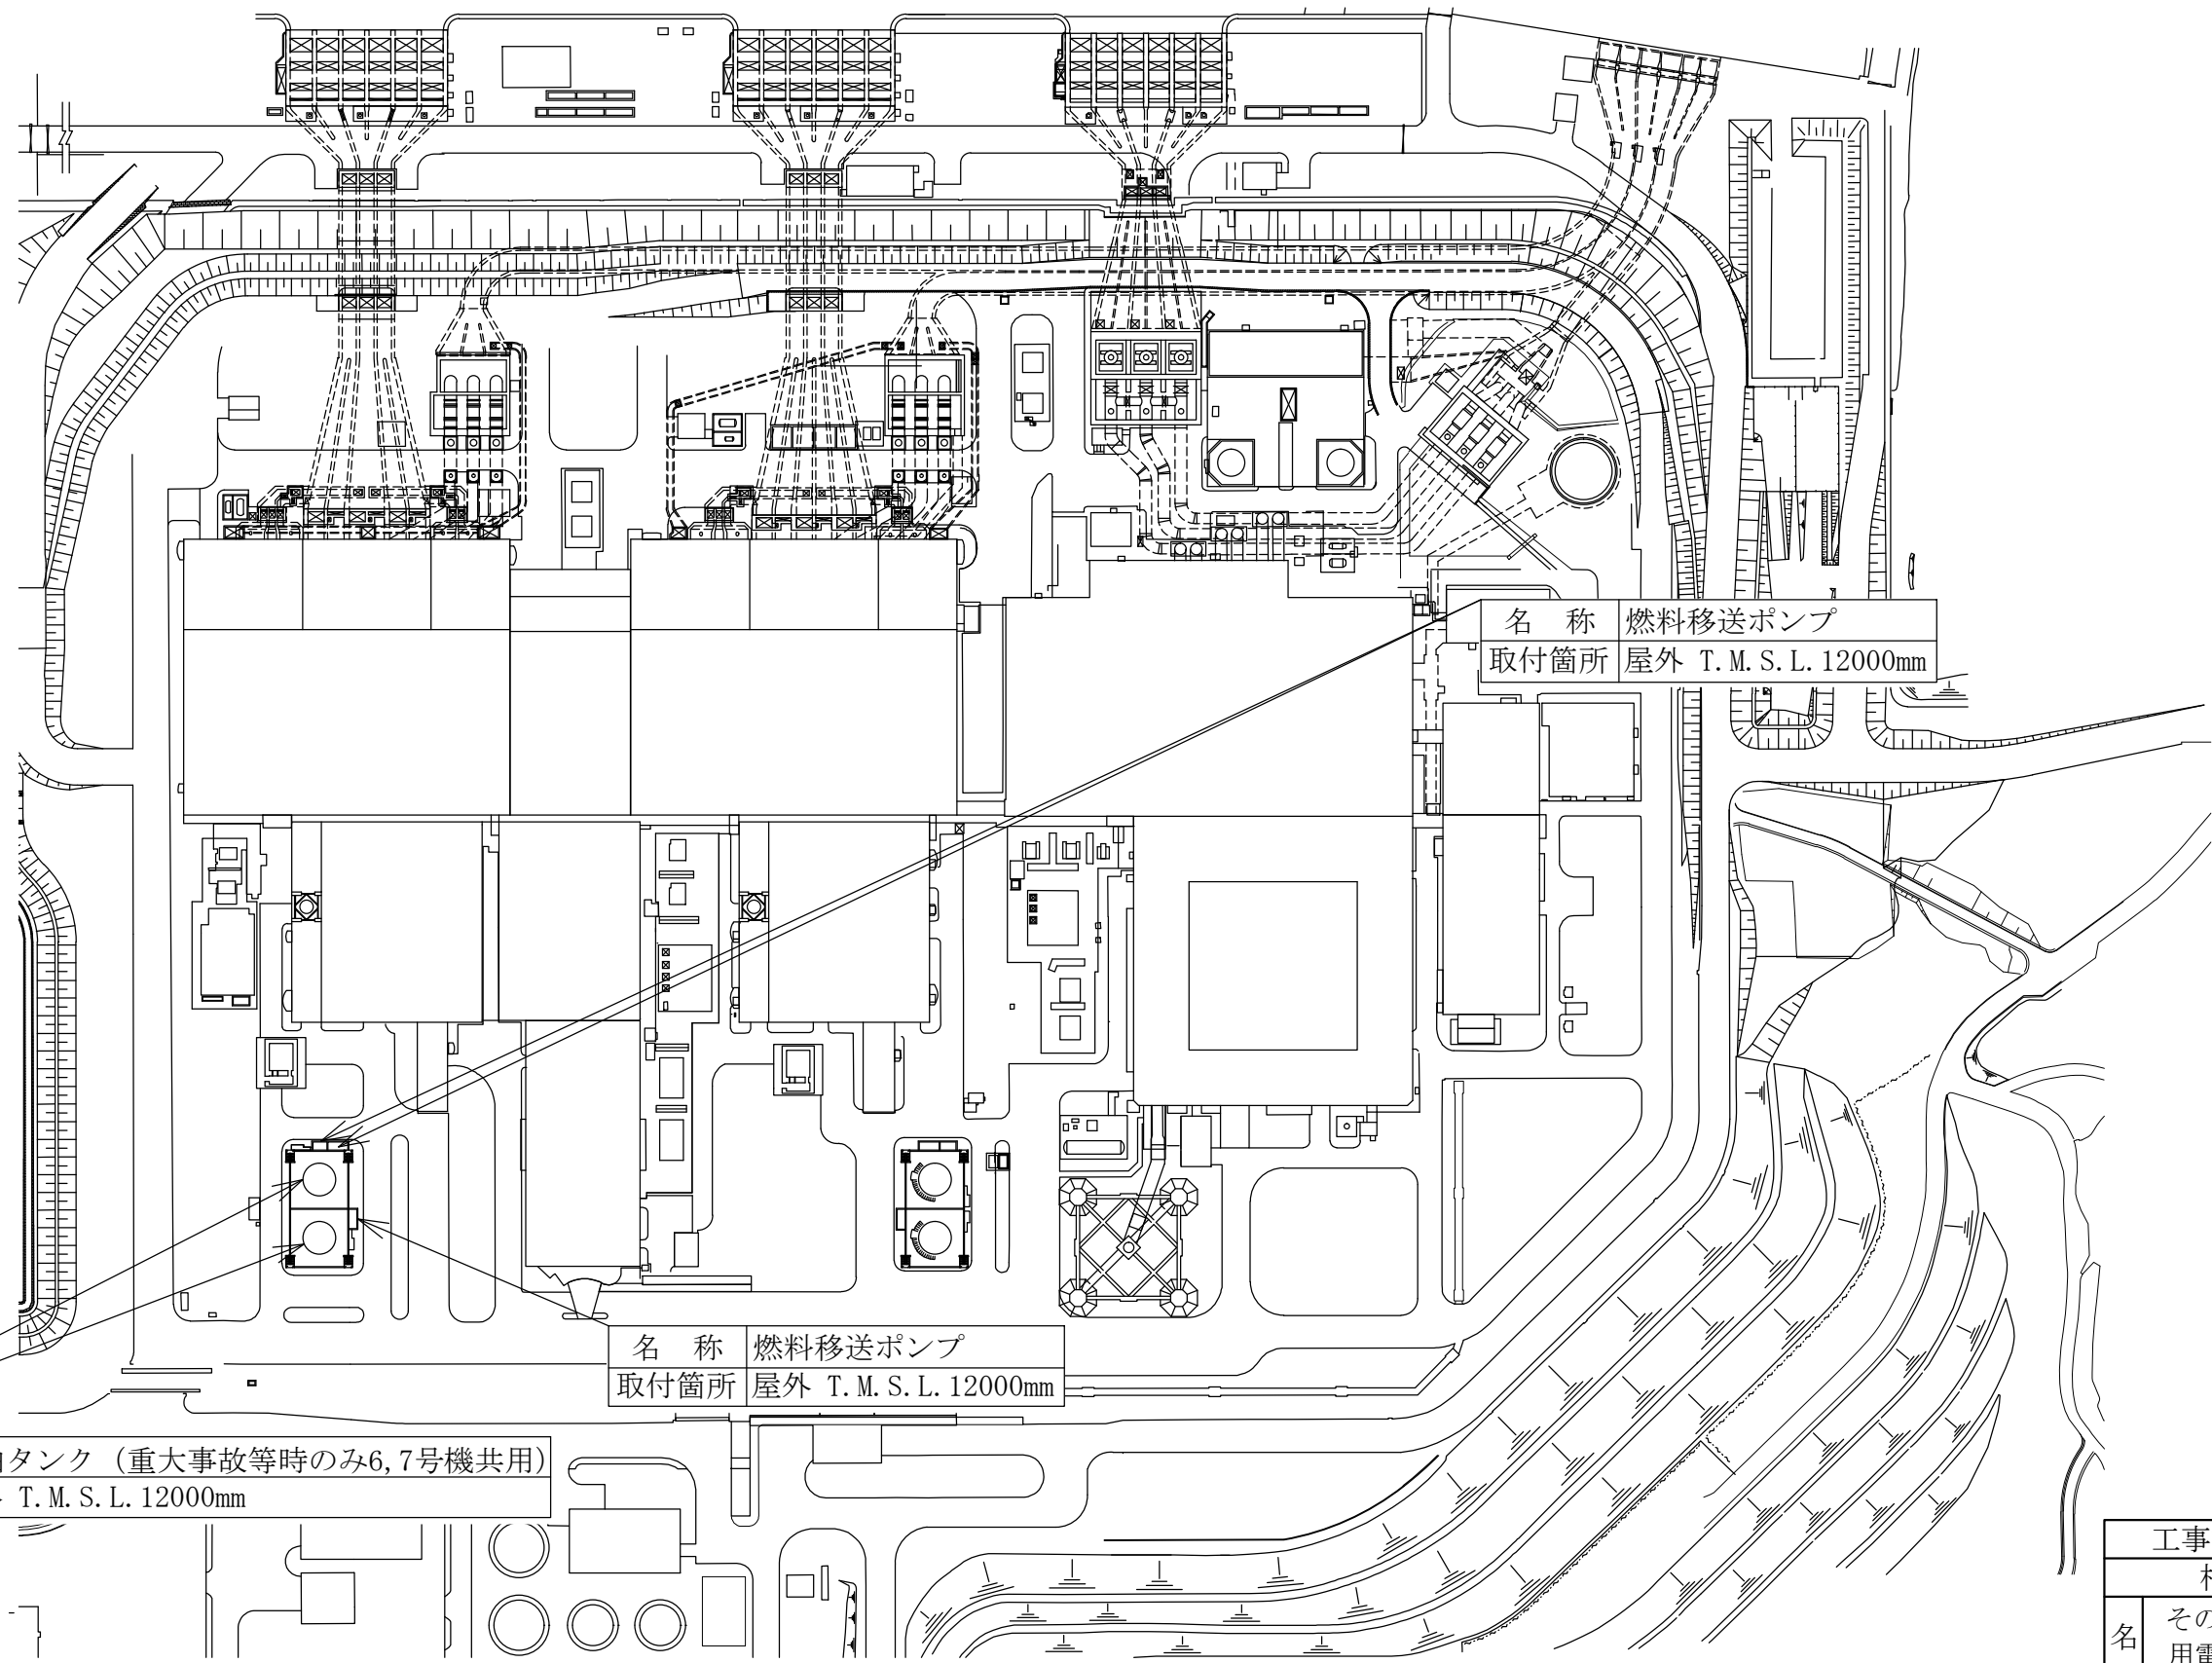 名　称 燃料移送ポンプ
取付箇所 屋外 T.M.S.L.12000mm
名　称 燃料移送ポンプ
取付箇所 屋外 T.M.S.L.12000mm
タンク（重大事故等時のみ6,7号機共用）
T.M.S.L.12000mm
工事
名 その
用電